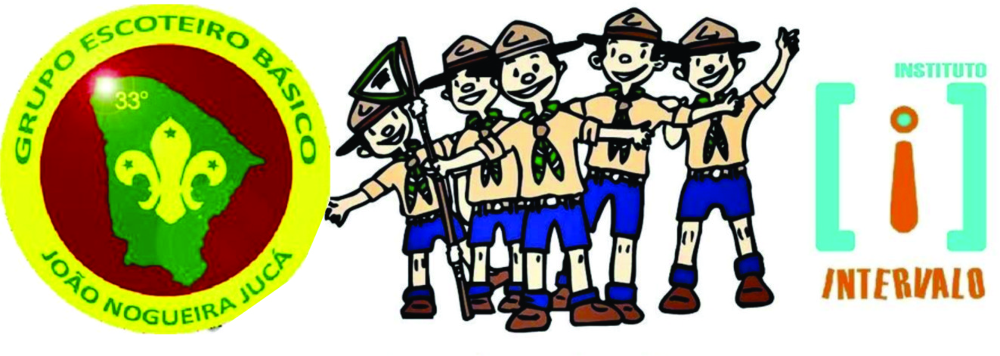 GRUPO ESCOTEIRO BÁSICO
33°
JOÃO NOGUEIRA JUCÁ
INSTITUTO
[i]
INTERVALO